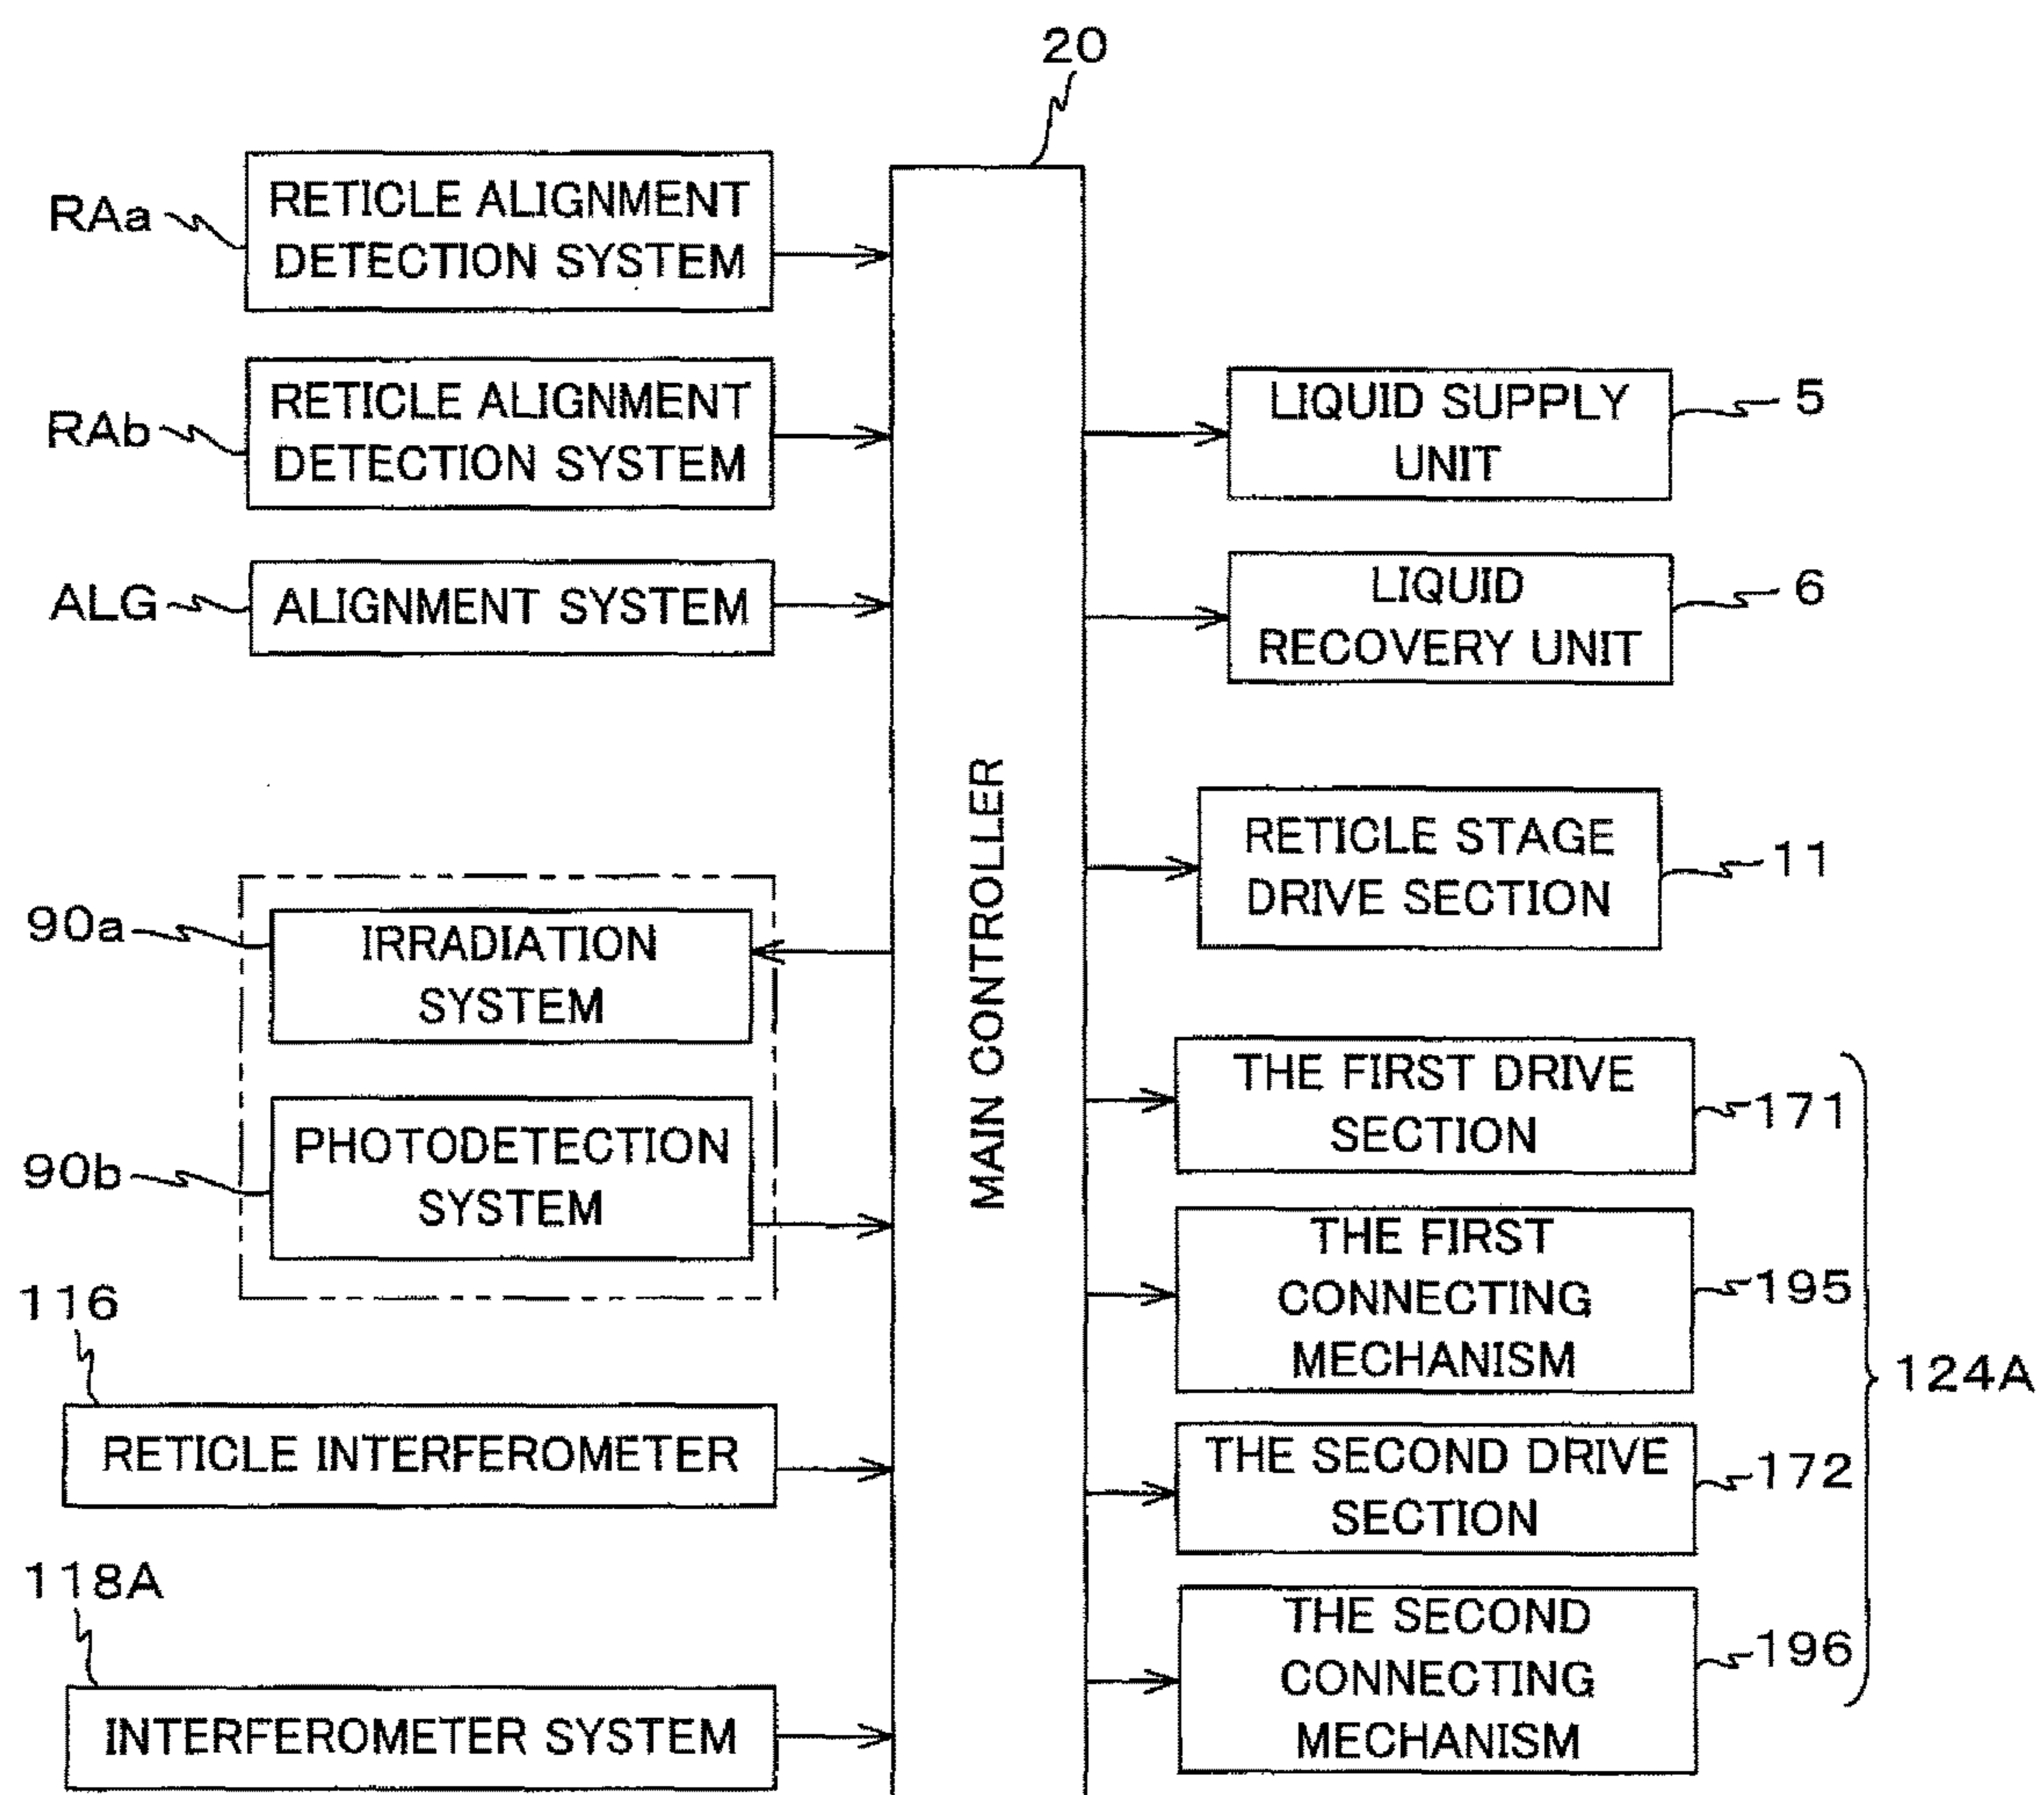 20
RAa
RETICLE ALIGNMENT
DETECTION SYSTEM
RAb
RETICLE ALIGNMENT
DETECTION SYSTEM
ALG
ALIGNMENT SYSTEM
90a
IRRADIATION
SYSTEM
90b
PHOTODETECTION
SYSTEM
116
RETICLE INTERFEROMETER
118A
INTERFEROMETER SYSTEM
MAIN CONTROLLER
LIQUID SUPPLY
UNIT
5
LIQUID
RECOVERY UNIT
6
RETICLE STAGE
DRIVE SECTION
11
THE FIRST DRIVE
SECTION
171
THE FIRST
CONNECTING
MECHANISM
195
THE SECOND DRIVE
SECTION
172
THE SECOND
CONNECTING
MECHANISM
196
124A